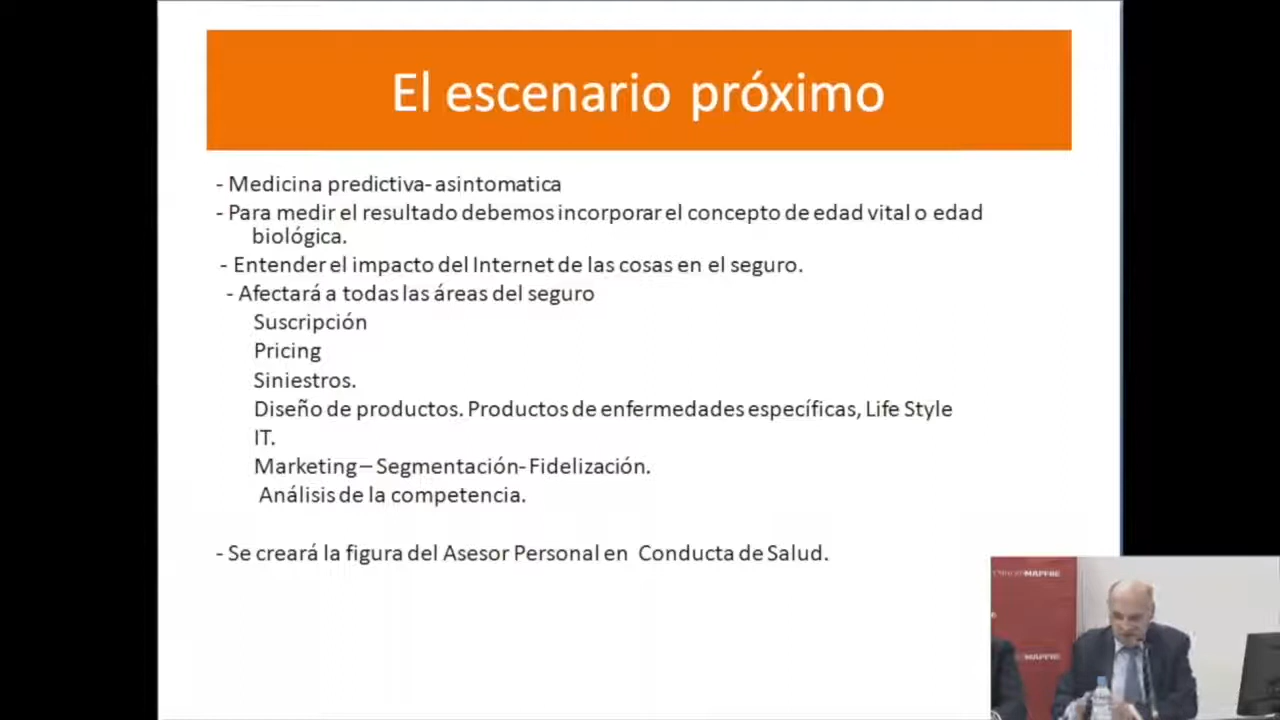 El escenario próximo
- Medicina predictiva- asintomatica
- Para medir el resultado debemos incorporar el concepto de edad vital o edad
biológica.
- Entender el impacto del Internet de las cosas en el seguro.
- Afectará a todas las áreas del seguro
Suscripción
Pricing
Siniestros.
Diseño de productos. Productos de enfermedades específicas, Life Style
IT.
Marketing – Segmentación- Fidelización.
Análisis de la competencia.
- Se creará la figura del Asesor Personal en Conducta de Salud.
MAPFRE
MAPFRE